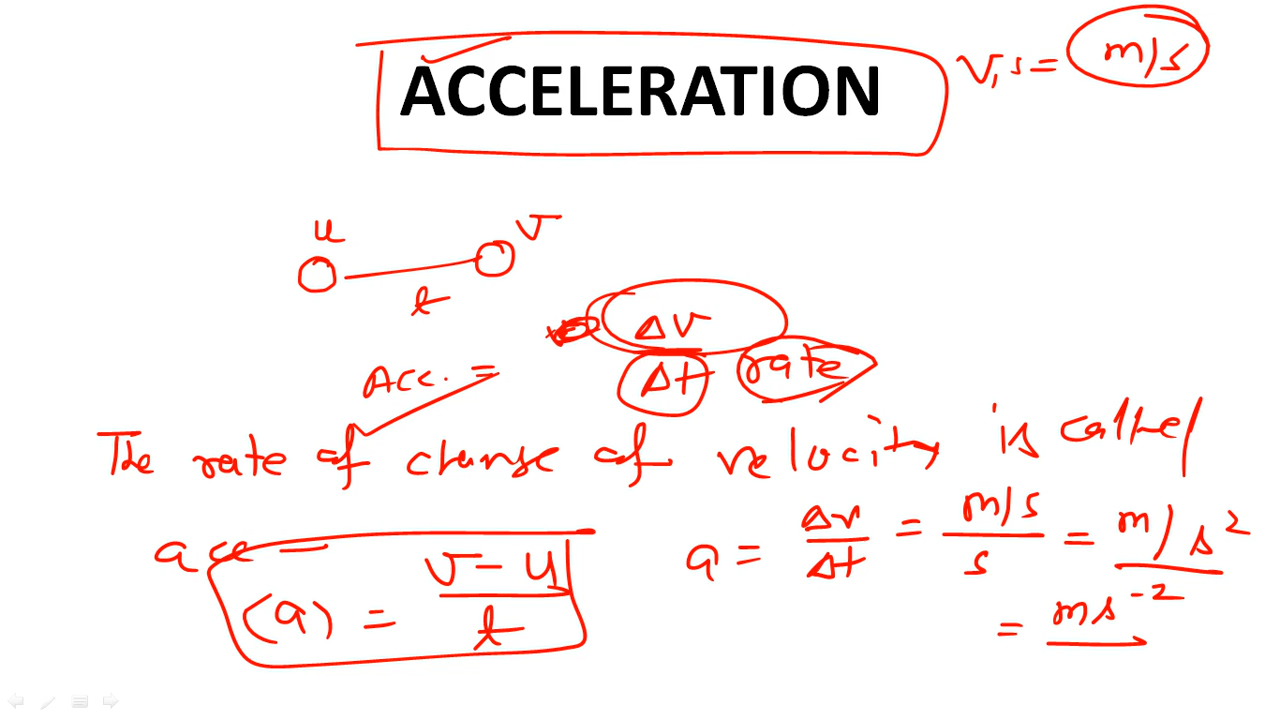 ACCELERATION
v, s = m/s
u
v
t
Δv
Acc. = Δt rate
The rate of change of velocity is called
acc –
(a) = v - u / t
a = Δv / Δt = m/s / s = m/s²
= ms⁻²